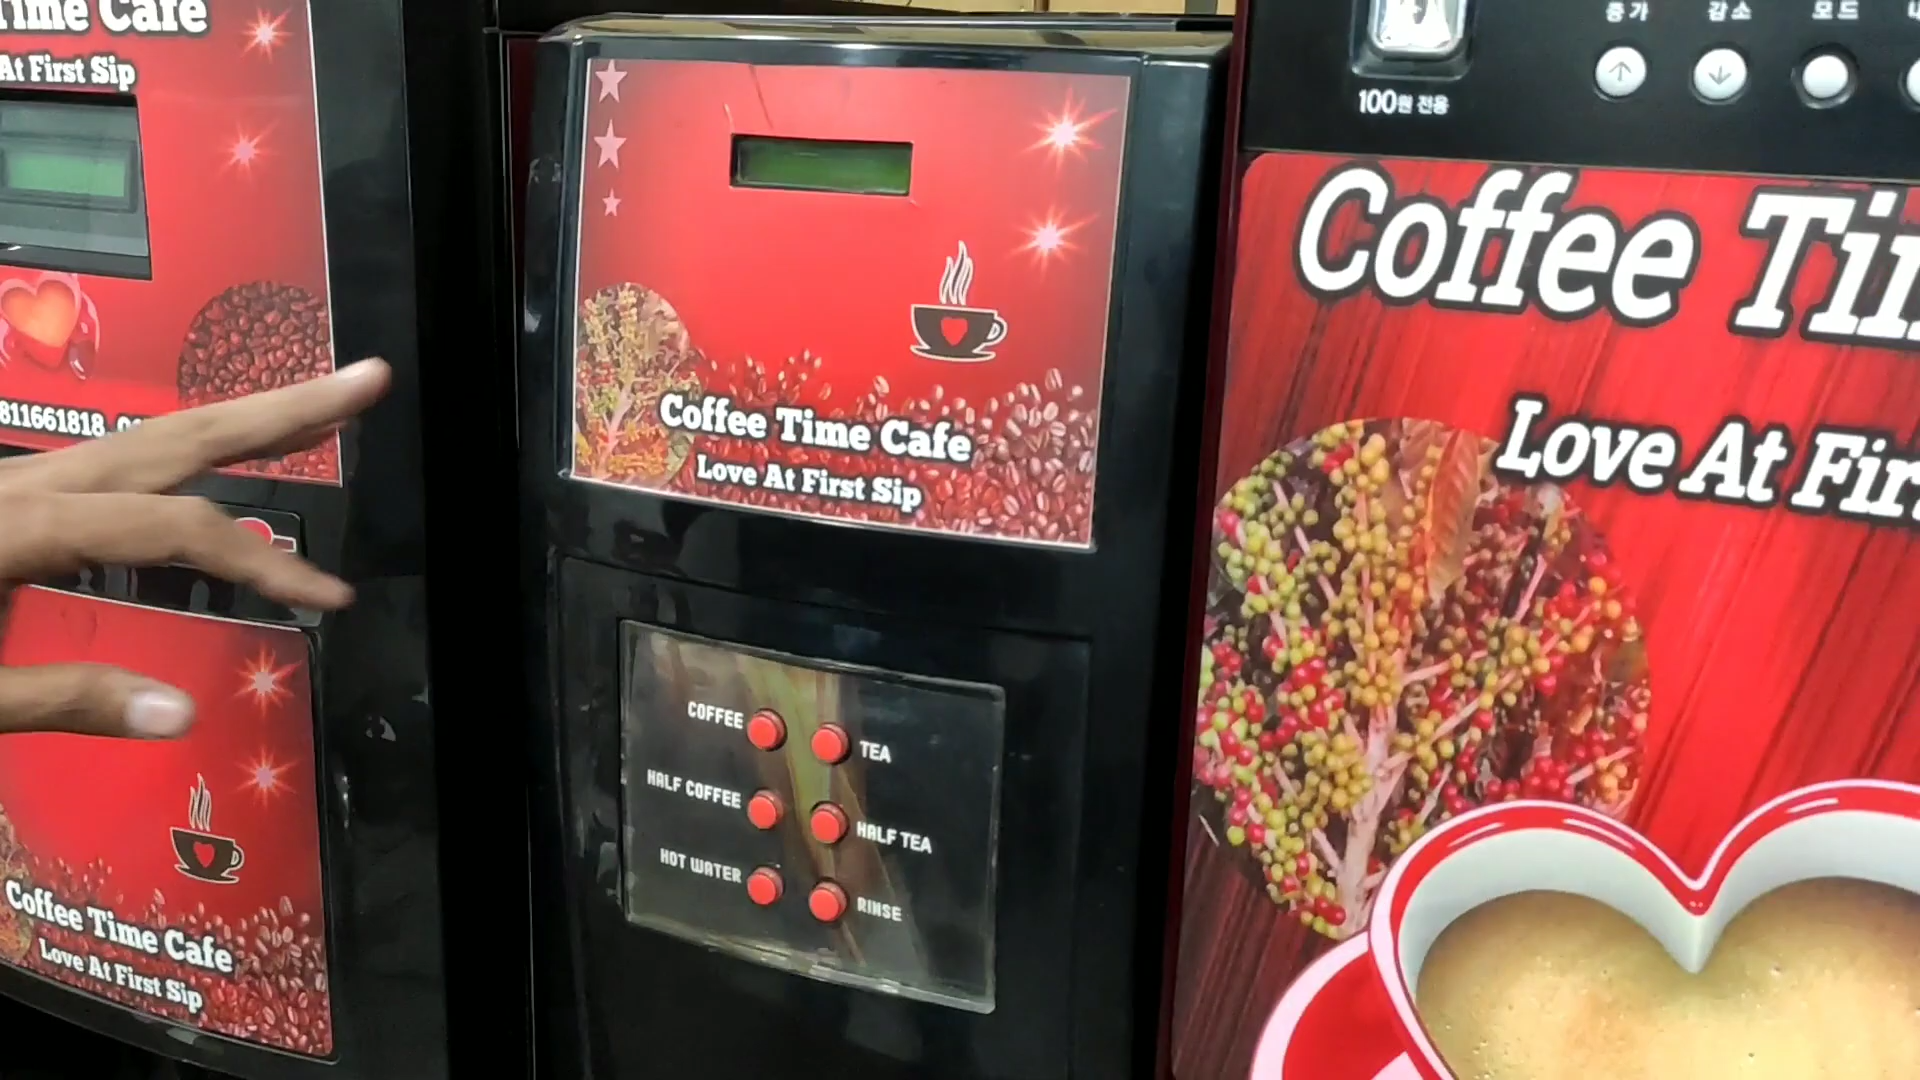 Time Cafe
At First Sip
811661818
Coffee Time Cafe
Love At First Sip
Coffee Time Cafe
Love At First Sip
COFFEE
TEA
HALF COFFEE
HALF TEA
HOT WATER
RINSE
증가 감소 모드
100원 전용
Coffee
Love At